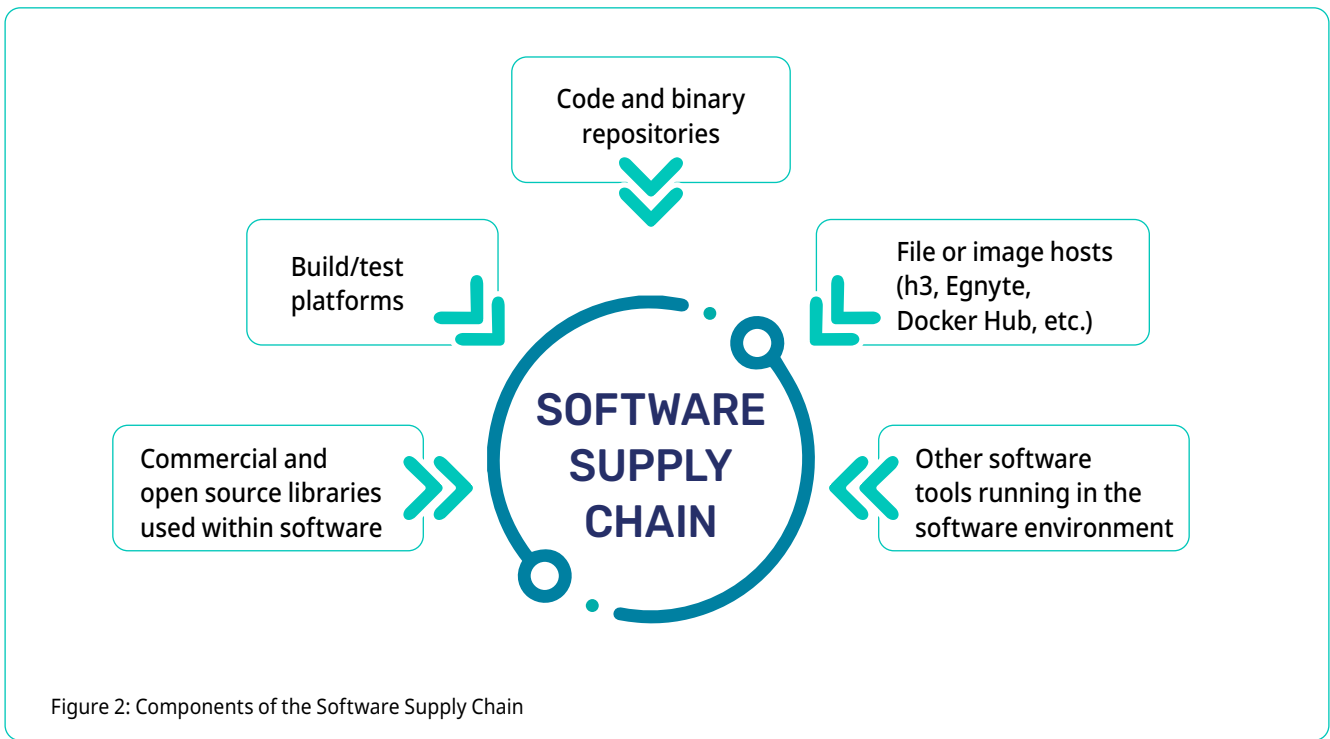 Code and binary
repositories
Build/test
platforms
File or image hosts
(h3, Egnyte,
Docker Hub, etc.)
SOFTWARE
SUPPLY
CHAIN
Commercial and
open source libraries
used within software
Other software
tools running in the
software environment
Figure 2: Components of the Software Supply Chain